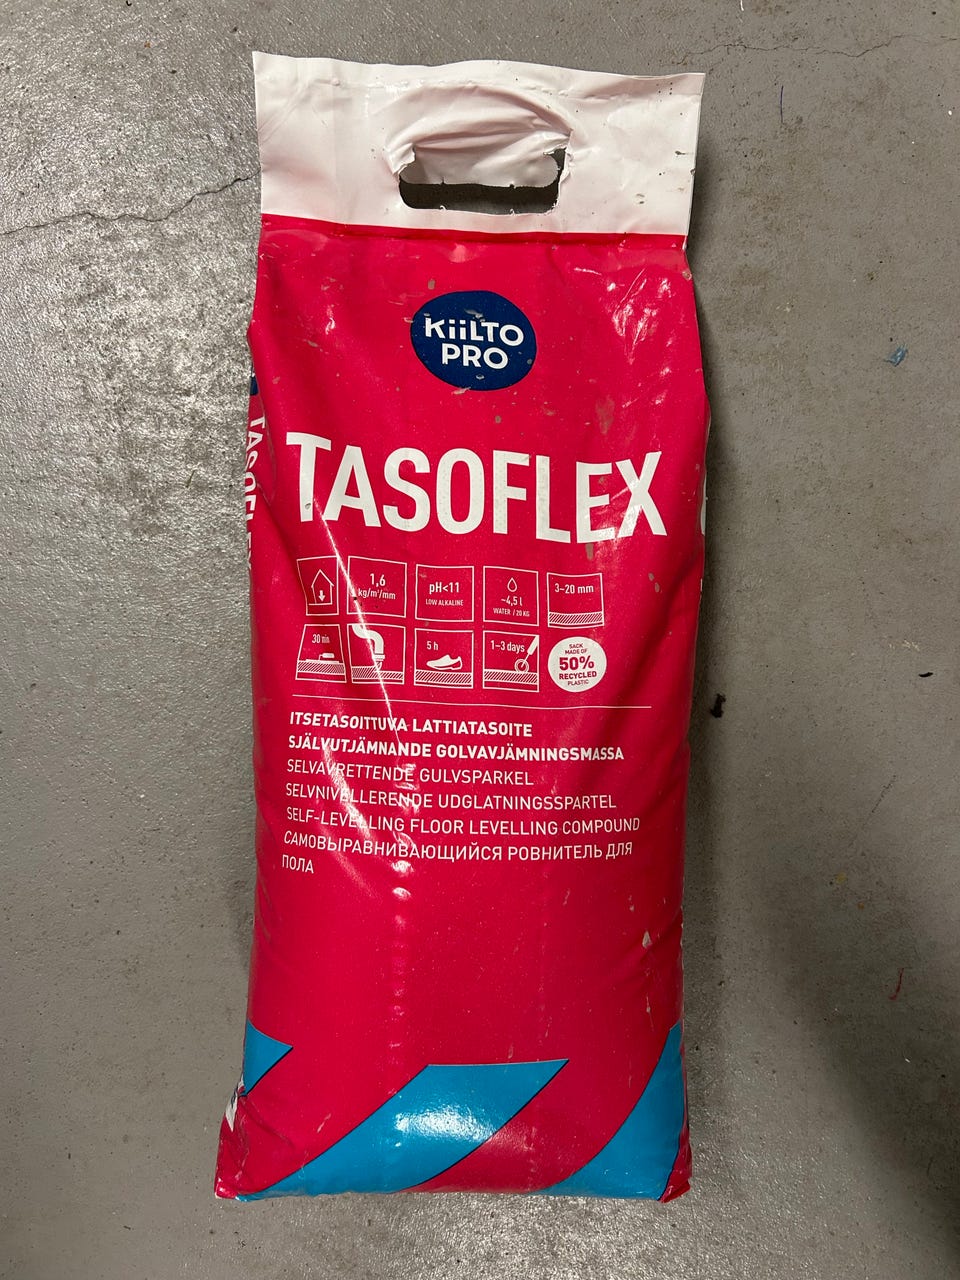 KiiLTO
PRO
TASOFLEX
TASOFLEX
1,6
kg/m²/mm
pH<11
LOW ALKALINE
~4,5 l
WATER / 20 KG
3–20 mm
30 min
5 h
1–3 days
SACK
MADE OF
50%
RECYCLED
PLASTIC
ITSETASOITTUVA LATTIATASOITE
SJÄLVUTJÄMNANDE GOLVAVJÄMNINGSMASSA
SELVAVRETTENDE GULVSPARKEL
SELVNIVELLERENDE UDGLATNINGSSPARTEL
SELF-LEVELLING FLOOR LEVELLING COMPOUND
САМОВЫРАВНИВАЮЩИЙСЯ РОВНИТЕЛЬ ДЛЯ
ПОЛА